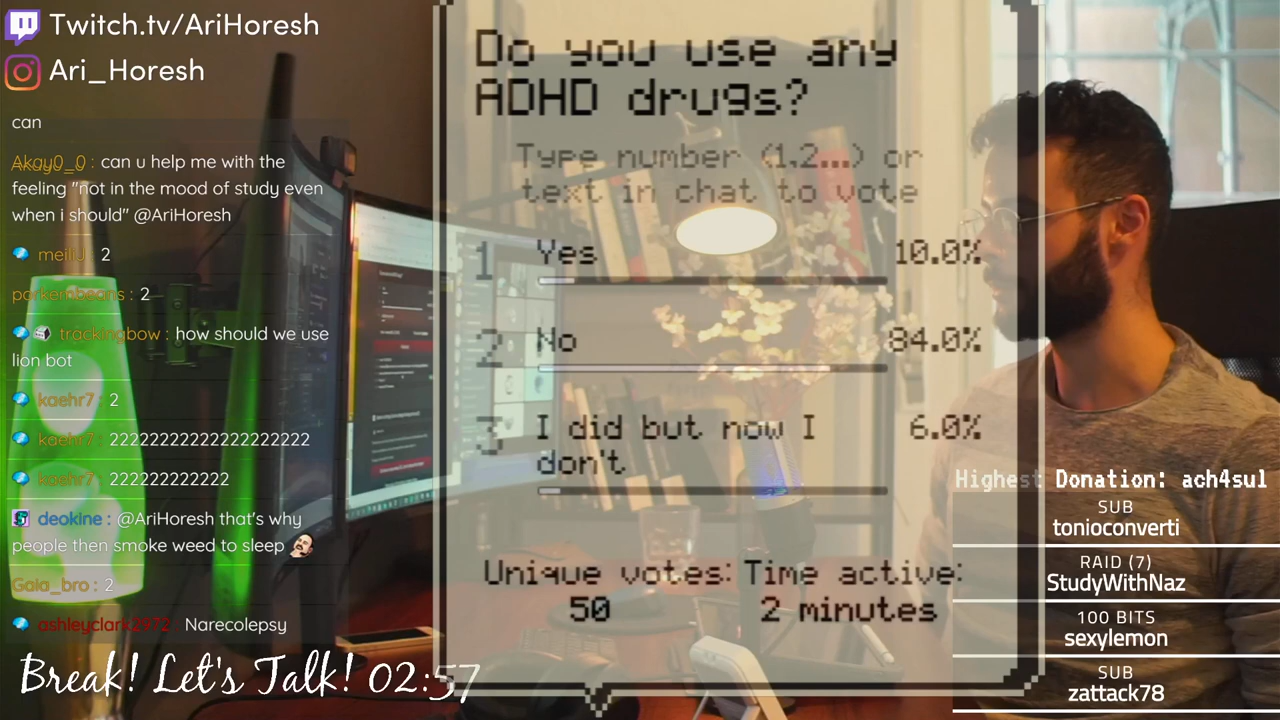 Twitch.tv/AriHoresh
Ari_Horesh
can
Akay0_0 : can u help me with the
feeling "not in the mood of study even
when i should" @AriHoresh
2
porkernbeans : 2
trackingbow : how should we use
lion bot
kaehr7 : 2
kaehr7 : 22222222222222222222
kaehr7 : 222222222222
deokine : @AriHoresh that's why
people then smoke weed to sleep
Gaia_bro : 2
ashleyclark2972 : Narecolepsy
Break! Let's Talk! 02:57
Do you use any
ADHD drugs?
Type number (1,2...) or
text in chat to vote
1 Yes 10.0%
2 No 84.0%
3 I did but now I 6.0%
don't
Unique votes: Time active:
50 2 minutes
Highest Donation: ach4sul
SUB
tonioconverti
RAID (7)
StudyWithNaz
100 BITS
sexylemon
SUB
zattack78